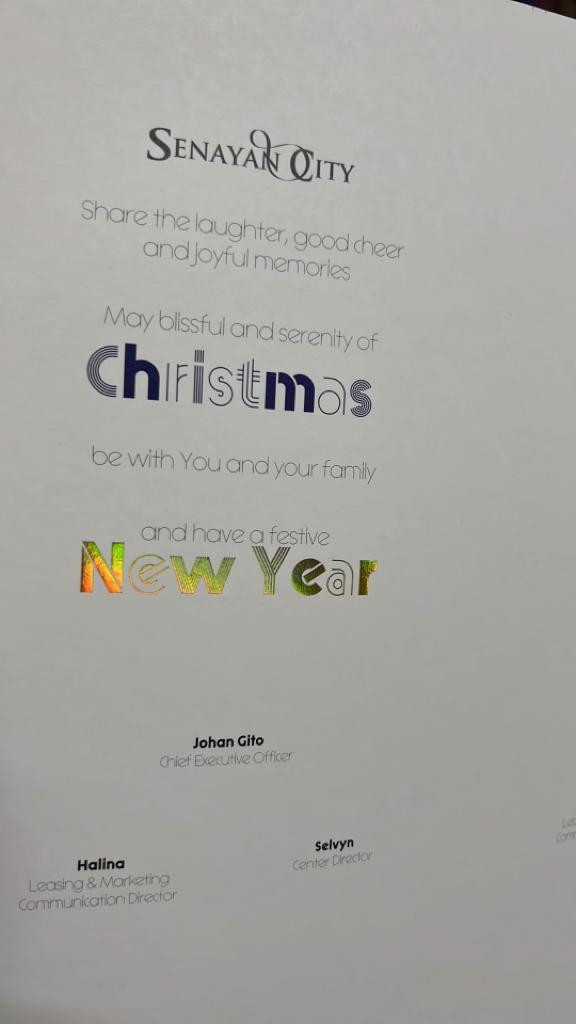 SENAYAN CITY
Share the laughter, good cheer
and joyful memories
May blissful and serenity of
Christmas
be with You and your family
and have a festive
New Year
Johan Gito
Chief Executive Officer
Selvyn
Center Director
Halina
Leasing & Marketing
Communication Director